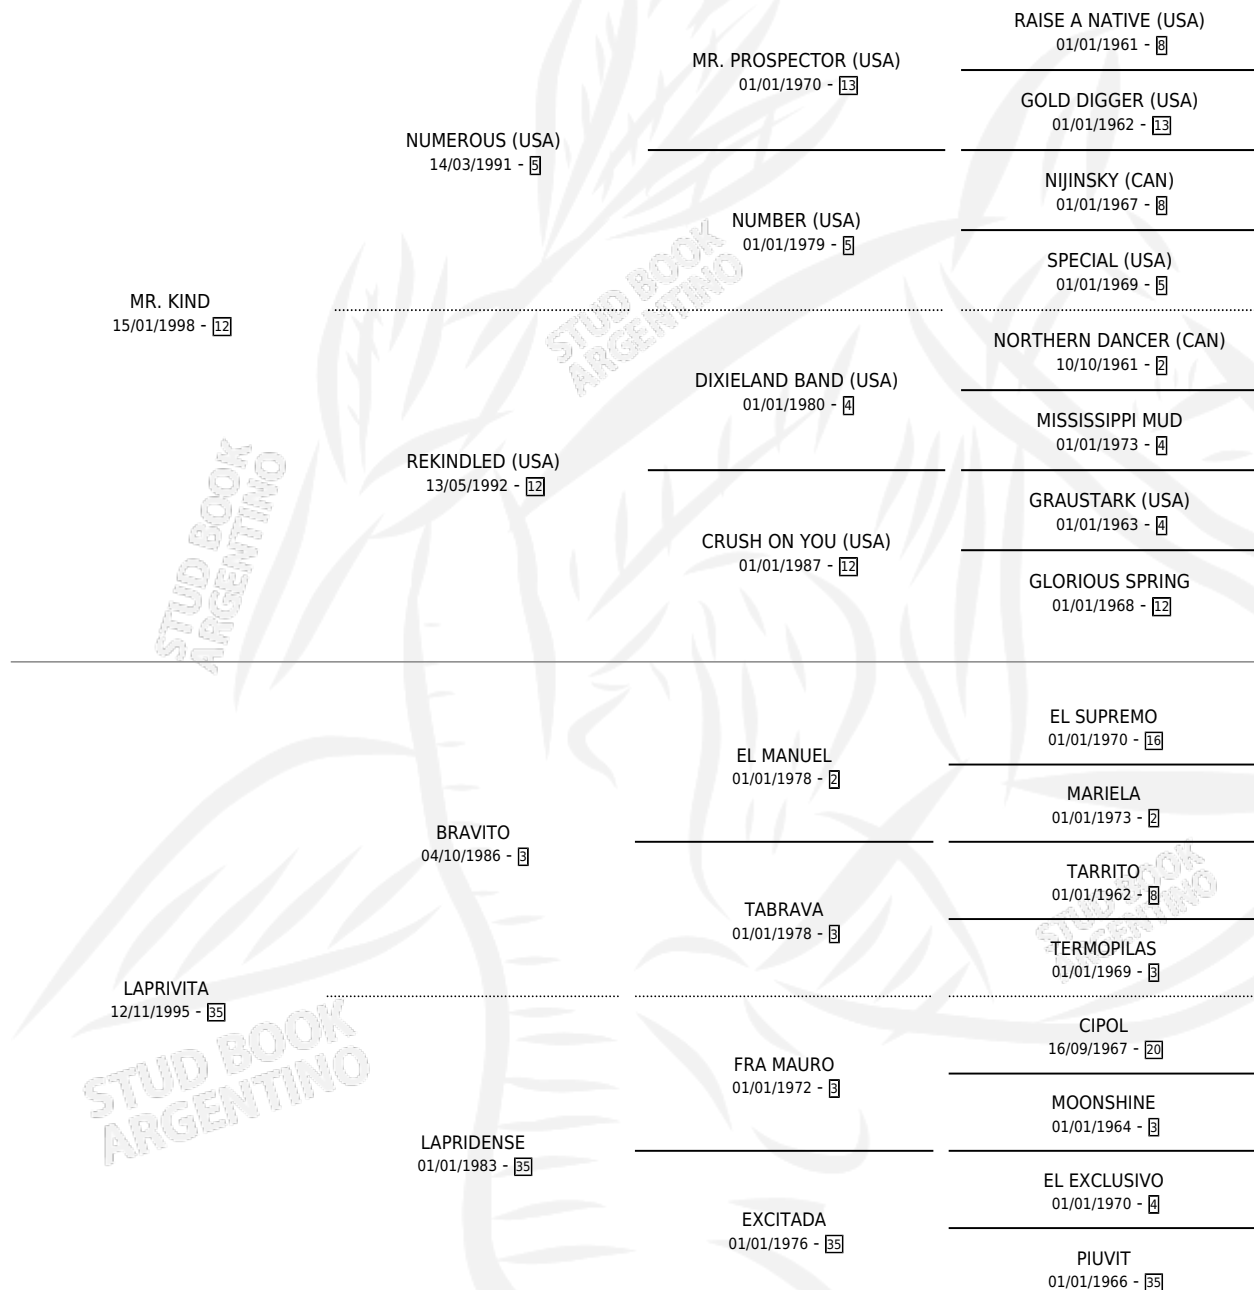 RAISE A NATIVE (USA)
01/01/1961 - 8
MR. PROSPECTOR (USA)
01/01/1970 - 13
GOLD DIGGER (USA)
01/01/1962 - 13
NUMEROUS (USA)
14/03/1991 - 5
NIJINSKY (CAN)
01/01/1967 - 8
NUMBER (USA)
01/01/1979 - 5
SPECIAL (USA)
01/01/1969 - 5
MR. KIND
15/01/1998 - 12
NORTHERN DANCER (CAN)
10/10/1961 - 2
DIXIELAND BAND (USA)
01/01/1980 - 4
MISSISSIPPI MUD
01/01/1973 - 4
REKINDLED (USA)
13/05/1992 - 12
GRAUSTARK (USA)
01/01/1963 - 4
CRUSH ON YOU (USA)
01/01/1987 - 12
GLORIOUS SPRING
01/01/1968 - 12
EL SUPREMO
01/01/1970 - 16
EL MANUEL
01/01/1978 - 2
MARIELA
01/01/1973 - 2
BRAVITO
04/10/1986 - 3
TARRITO
01/01/1962 - 8
TABRAVA
01/01/1978 - 3
TERMOPILAS
01/01/1969 - 3
LAPRIVITA
12/11/1995 - 35
CIPOL
16/09/1967 - 20
FRA MAURO
01/01/1972 - 3
MOONSHINE
01/01/1964 - 3
LAPRIDENSE
01/01/1983 - 35
EL EXCLUSIVO
01/01/1970 - 4
EXCITADA
01/01/1976 - 35
PIUVIT
01/01/1966 - 35
STUD BOOK
ARGENTINO
STUD BOOK
ARGENTINO
STUD BOOK
ARGENTINO
STUD BOOK
ARGENTINO